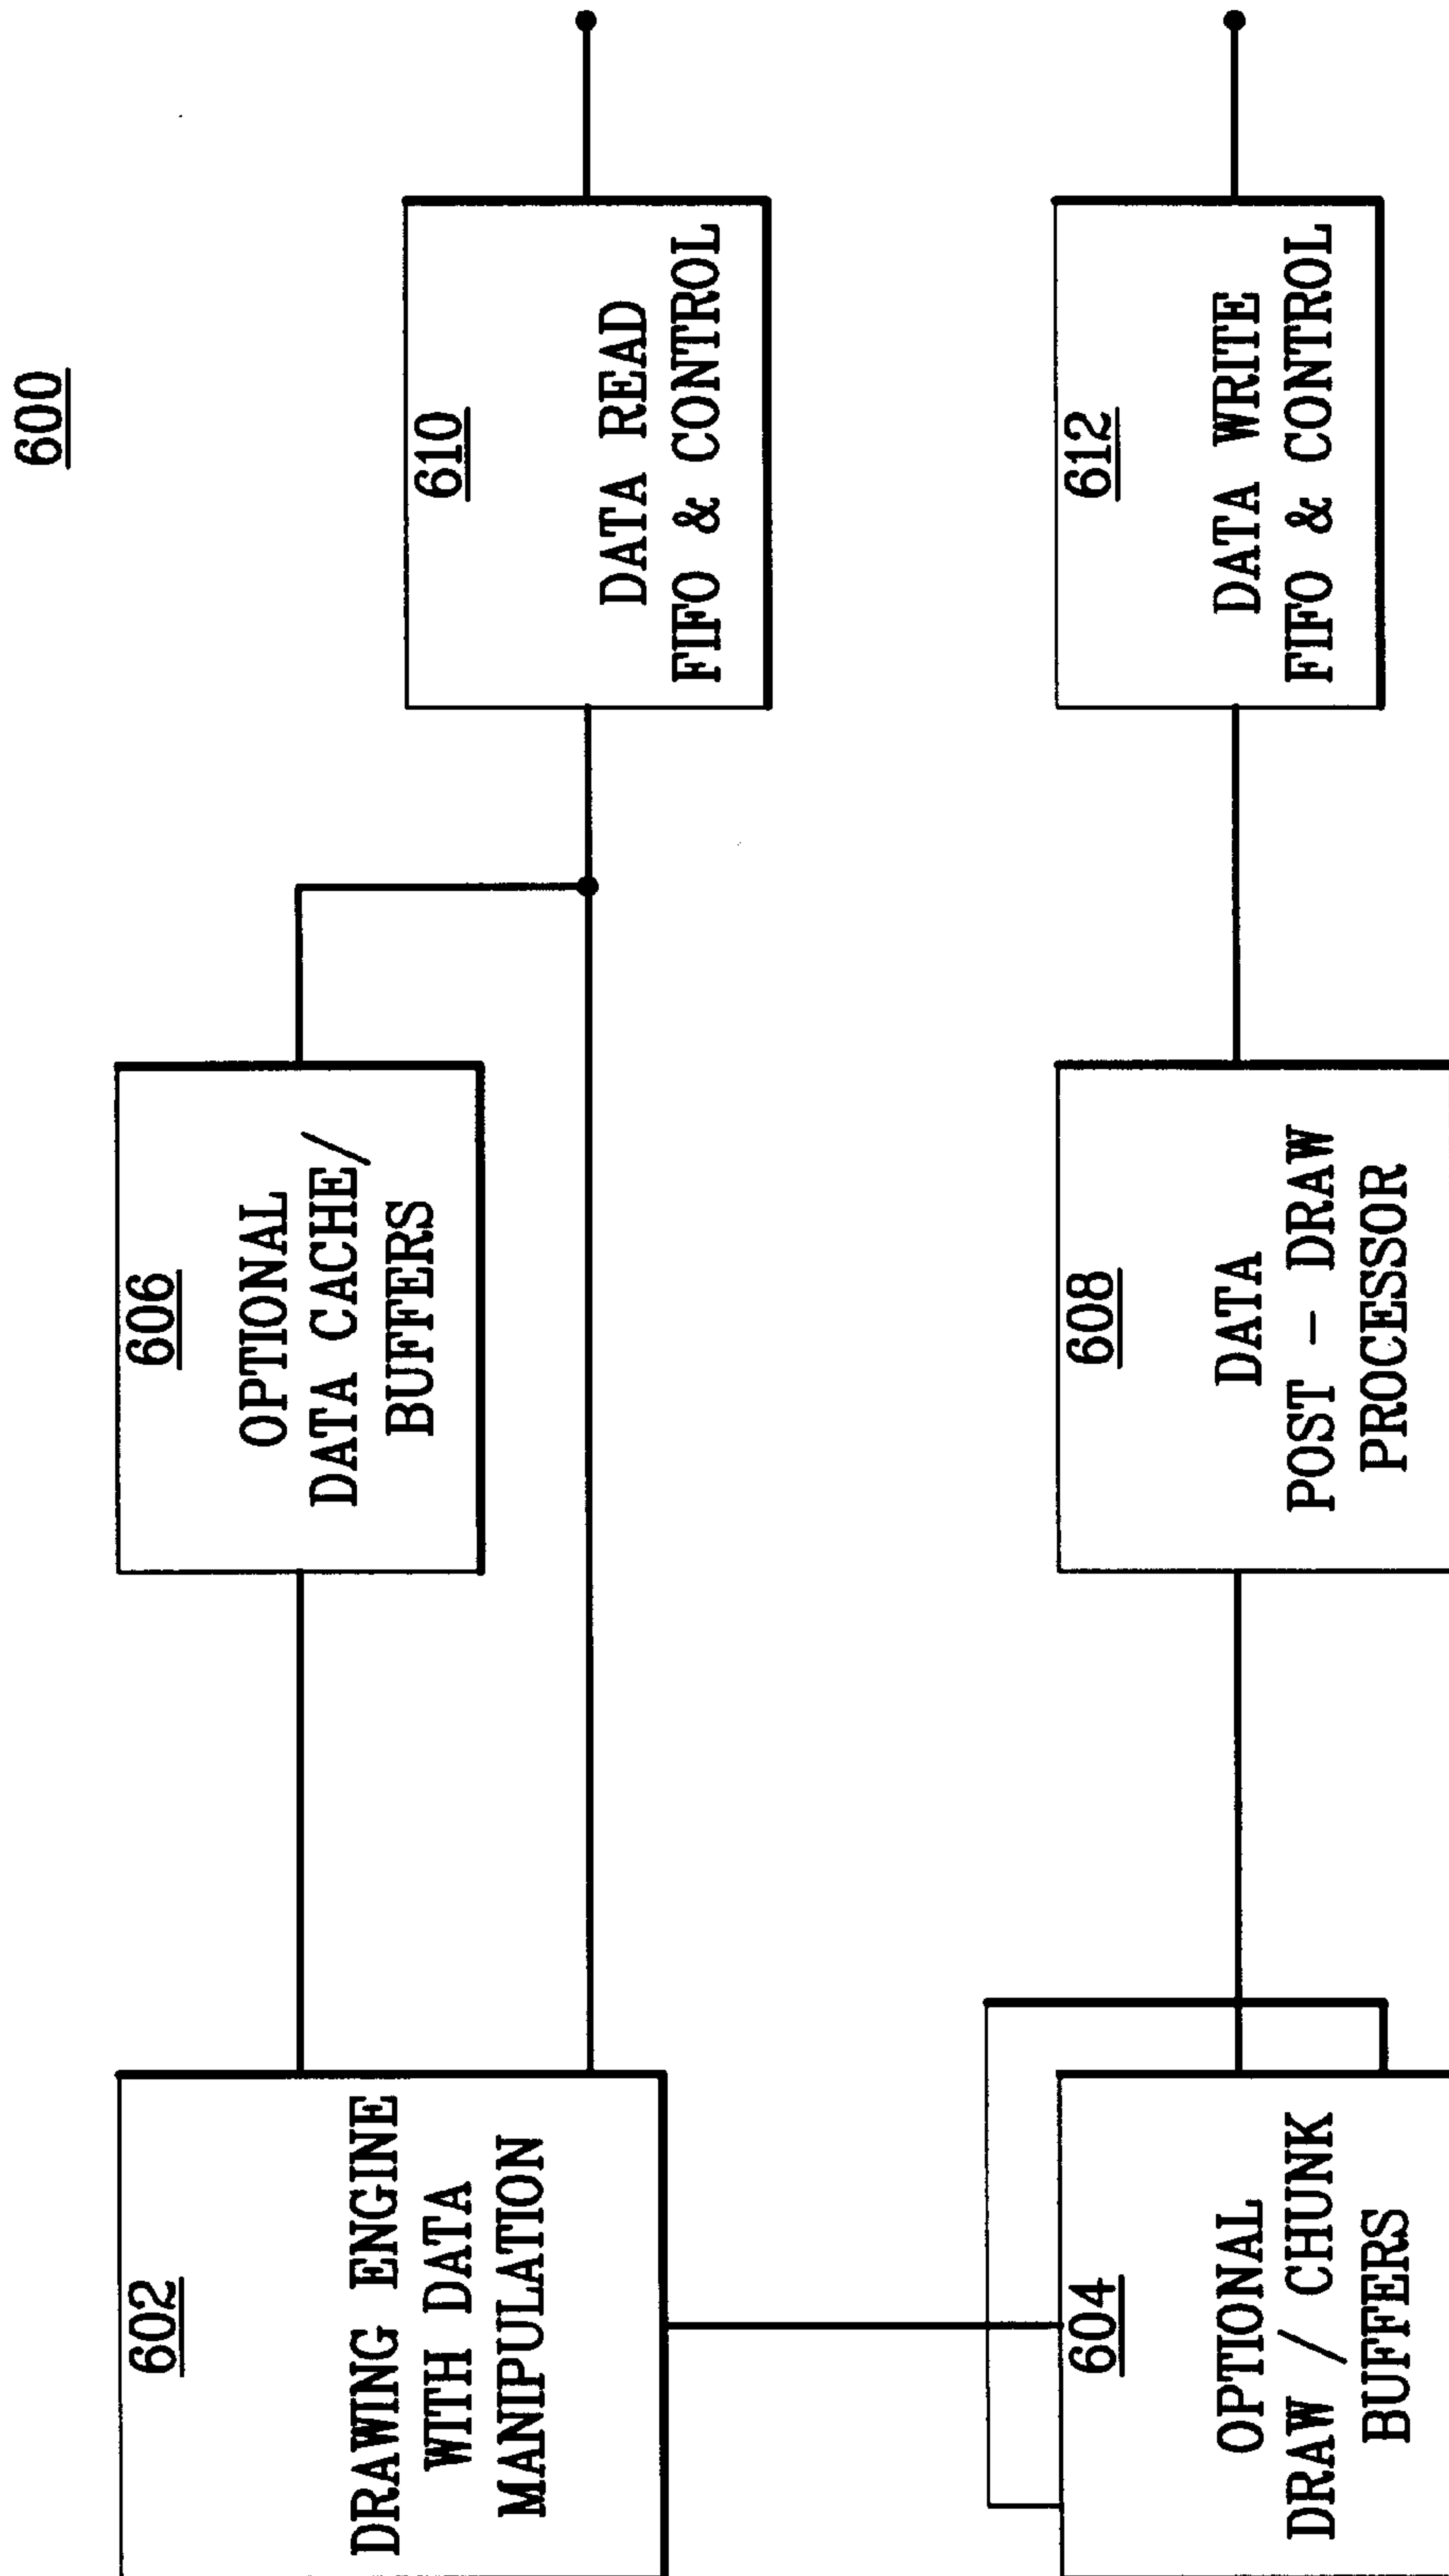 600
602
DRAWING ENGINE
WITH DATA
MANIPULATION
606
OPTIONAL
DATA CACHE/
BUFFERS
610
DATA READ
FIFO & CONTROL
604
OPTIONAL
DRAW / CHUNK
BUFFERS
608
DATA
POST - DRAW
PROCESSOR
612
DATA WRITE
FIFO & CONTROL